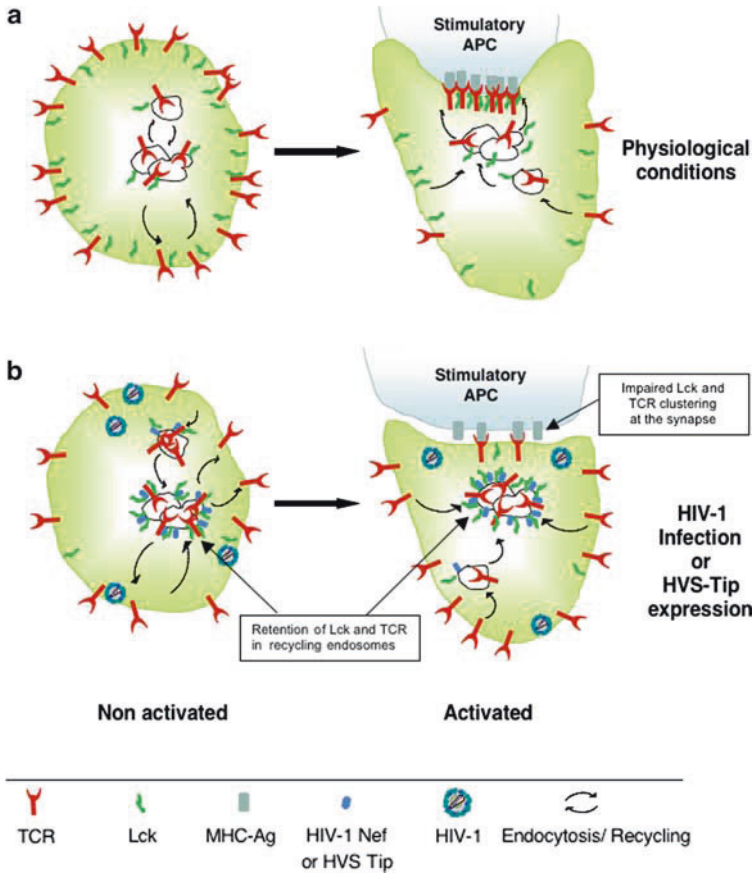 a
Stimulatory
APC
Physiological
conditions
b
Stimulatory
APC
Impaired Lck and
TCR clustering
at the synapse
HIV-1
Infection
or
HVS-Tip
expression
Retention of Lck and TCR
in recycling endosomes
Non activated
Activated
TCR
Lck
MHC-Ag
HIV-1 Nef
or HVS Tip
HIV-1
Endocytosis/ Recycling